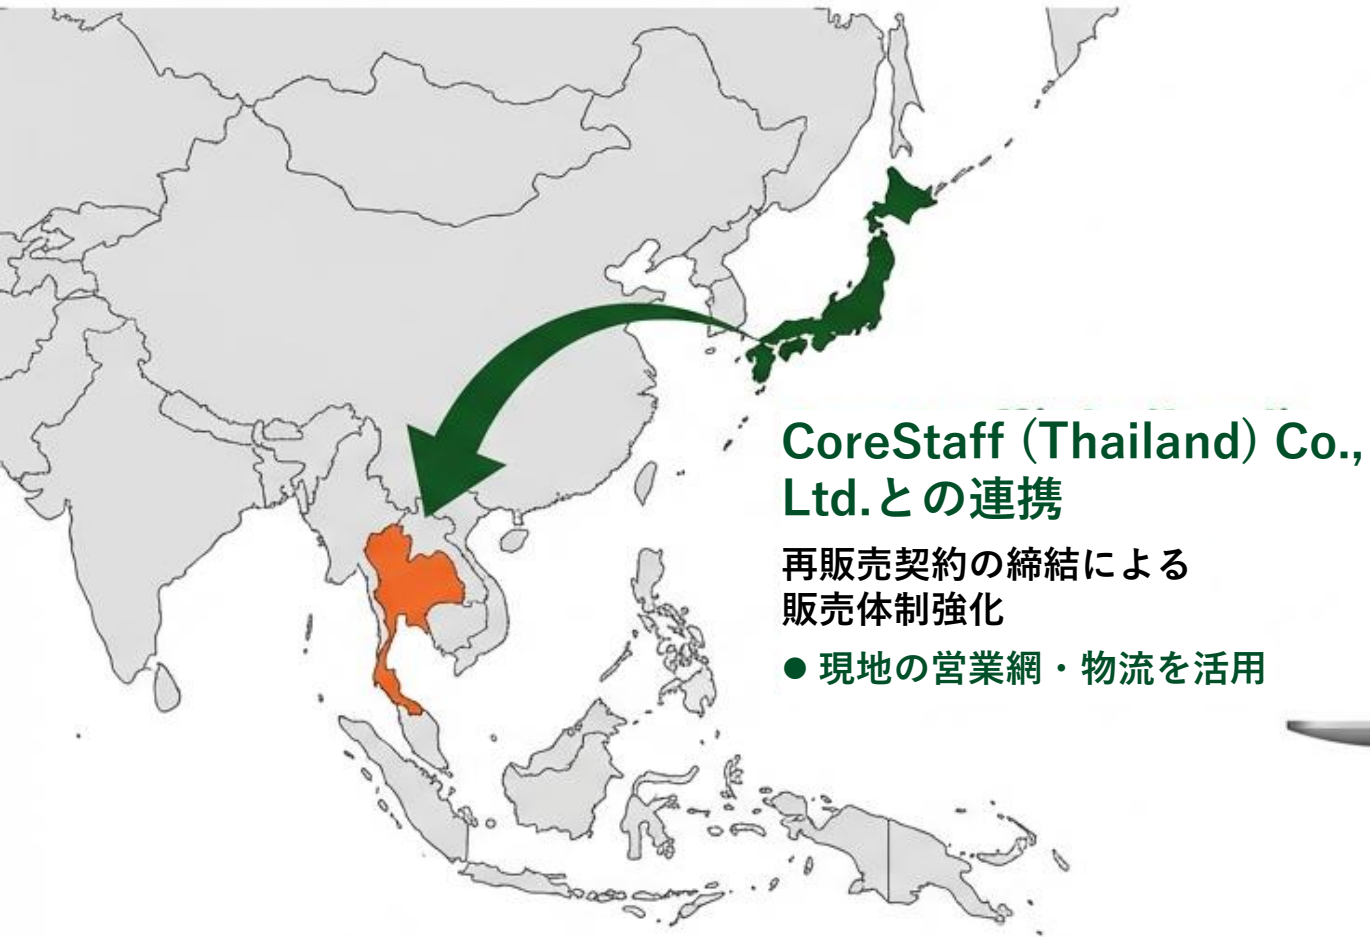 CoreStaff (Thailand) Co.,
Ltd.との連携
再販売契約の締結による
販売体制強化
● 現地の営業網・物流を活用